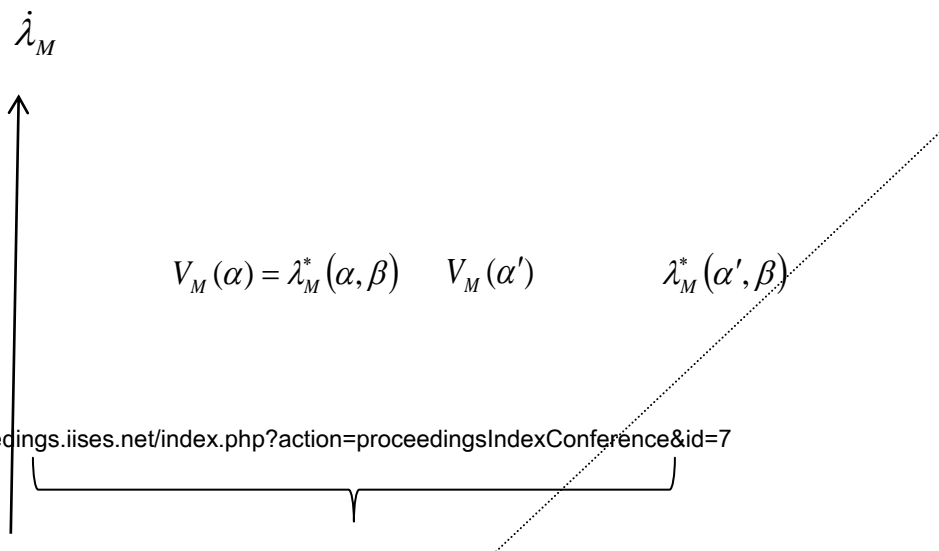 λ̇_M
V_M(α) = λ*_M(α, β) V_M(α′) λ*_M(α′, β)
edings.iises.net/index.php?action=proceedingsIndexConference&id=7